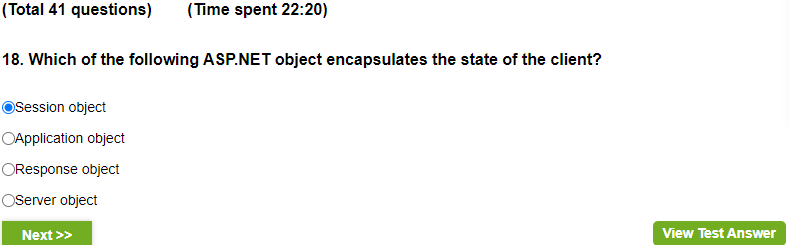 (Total 41 questions) (Time spent 22:20)
18. Which of the following ASP.NET object encapsulates the state of the client?
Session object
Application object
Response object
Server object
Next >>
View Test Answer